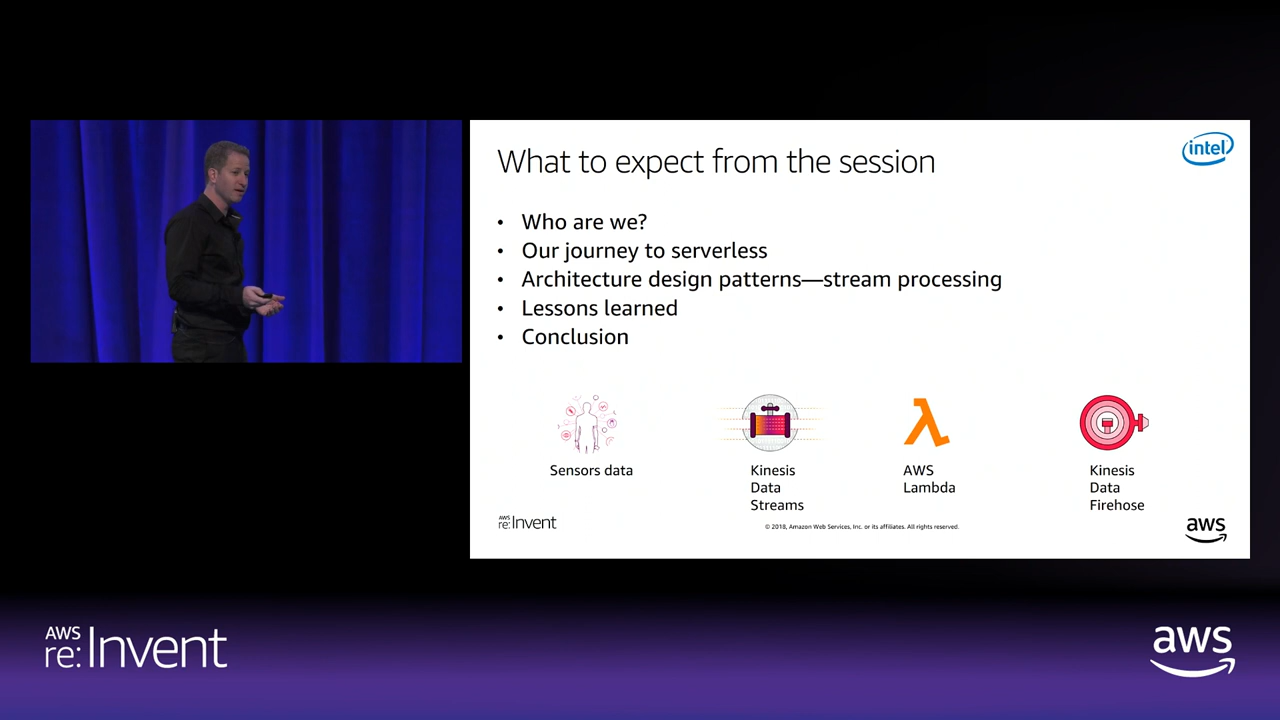 What to expect from the session
intel
• Who are we?
• Our journey to serverless
• Architecture design patterns—stream processing
• Lessons learned
• Conclusion
Sensors data
Kinesis
Data
Streams
AWS
Lambda
Kinesis
Data
Firehose
AWS
re:Invent
© 2018, Amazon Web Services, Inc. or its affiliates. All rights reserved.
aws
AWS
re:Invent
aws